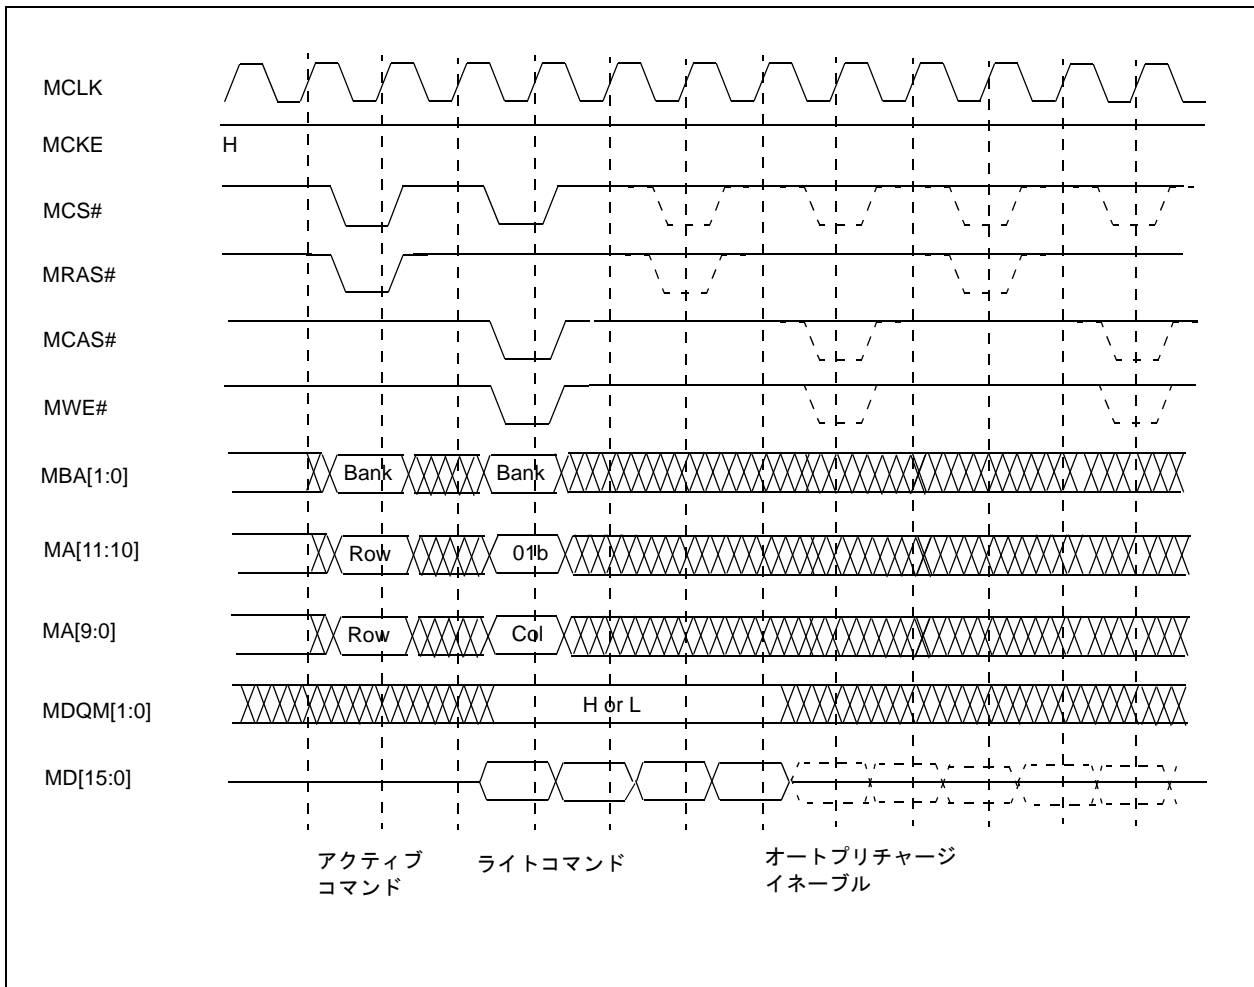 MCLK
MCKE
H
MCS#
MRAS#
MCAS#
MWE#
MBA[1:0]
Bank
Bank
MA[11:10]
Row
01b
MA[9:0]
Row
Col
MDQM[1:0]
H or L
MD[15:0]
アクティブ
コマンド
ライトコマンド
オートプリチャージ
イネーブル